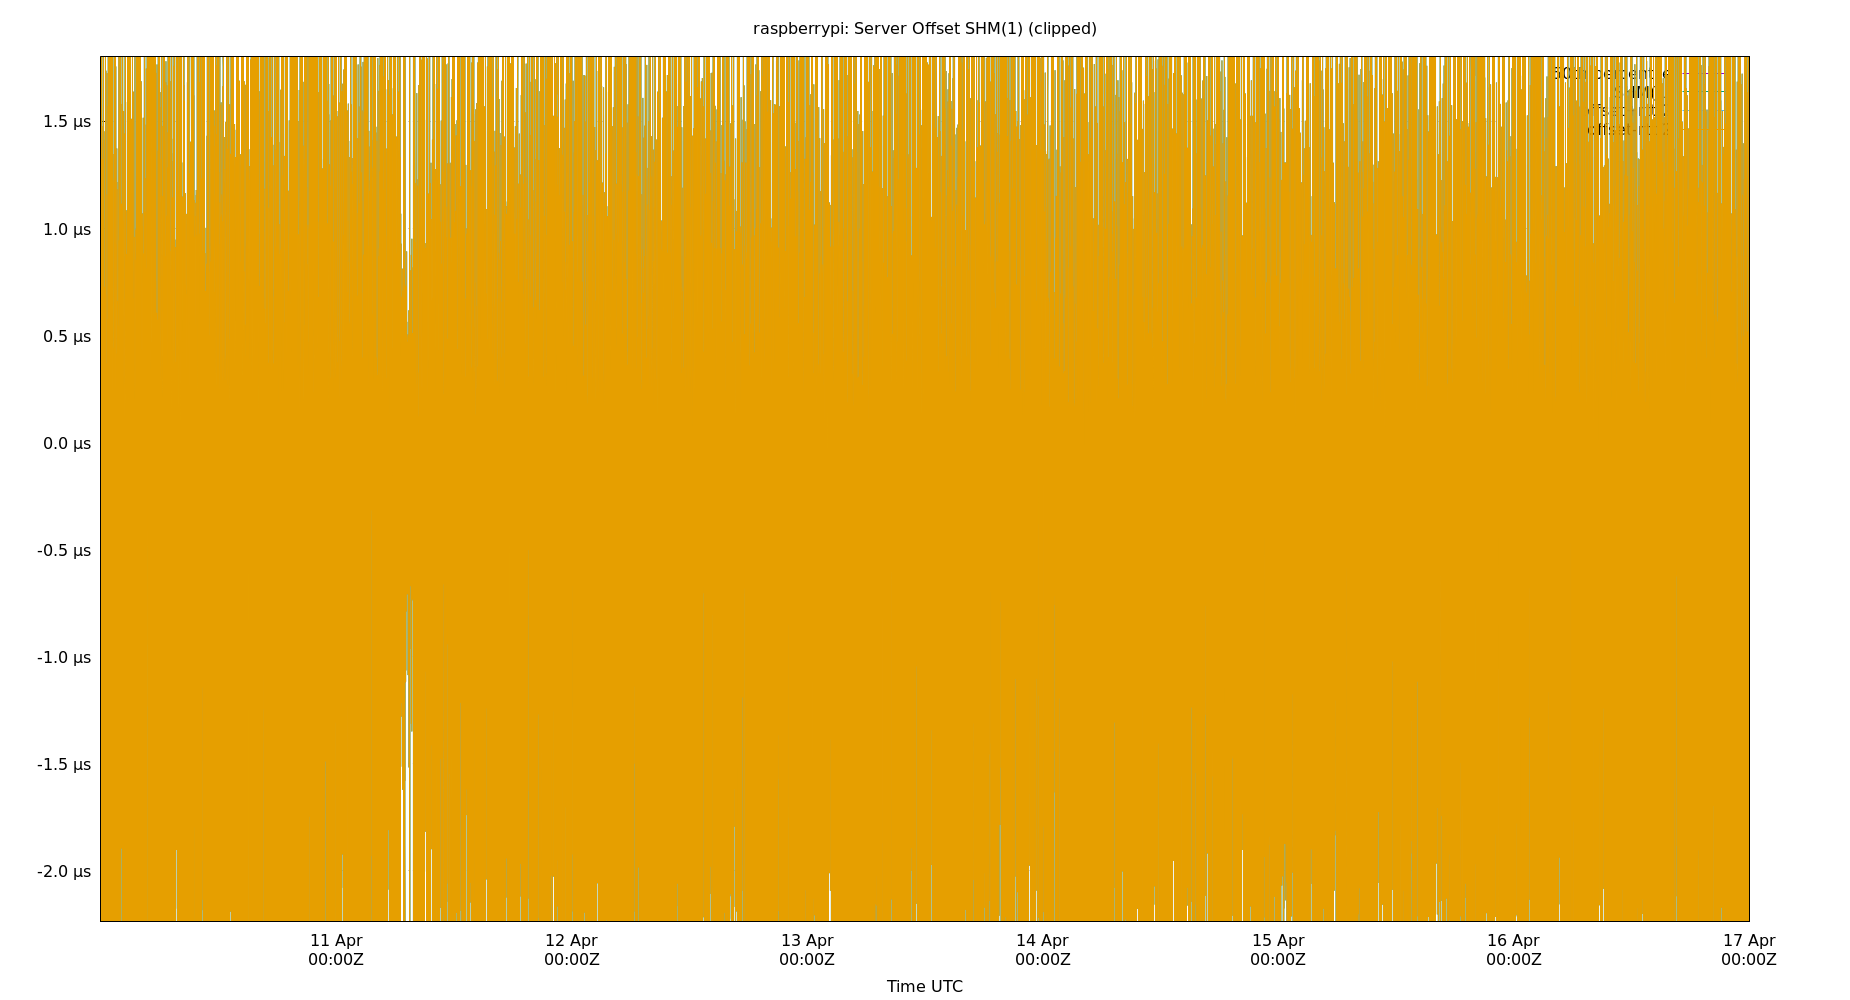 raspberrypi: Server Offset SHM(1) (clipped)
1.5 µs
1.0 µs
0.5 µs
0.0 µs
-0.5 µs
-1.0 µs
-1.5 µs
-2.0 µs
11 Apr 12 Apr 13 Apr 14 Apr 15 Apr 16 Apr 17 Apr
00:00Z 00:00Z 00:00Z 00:00Z 00:00Z 00:00Z 00:00Z
Time UTC